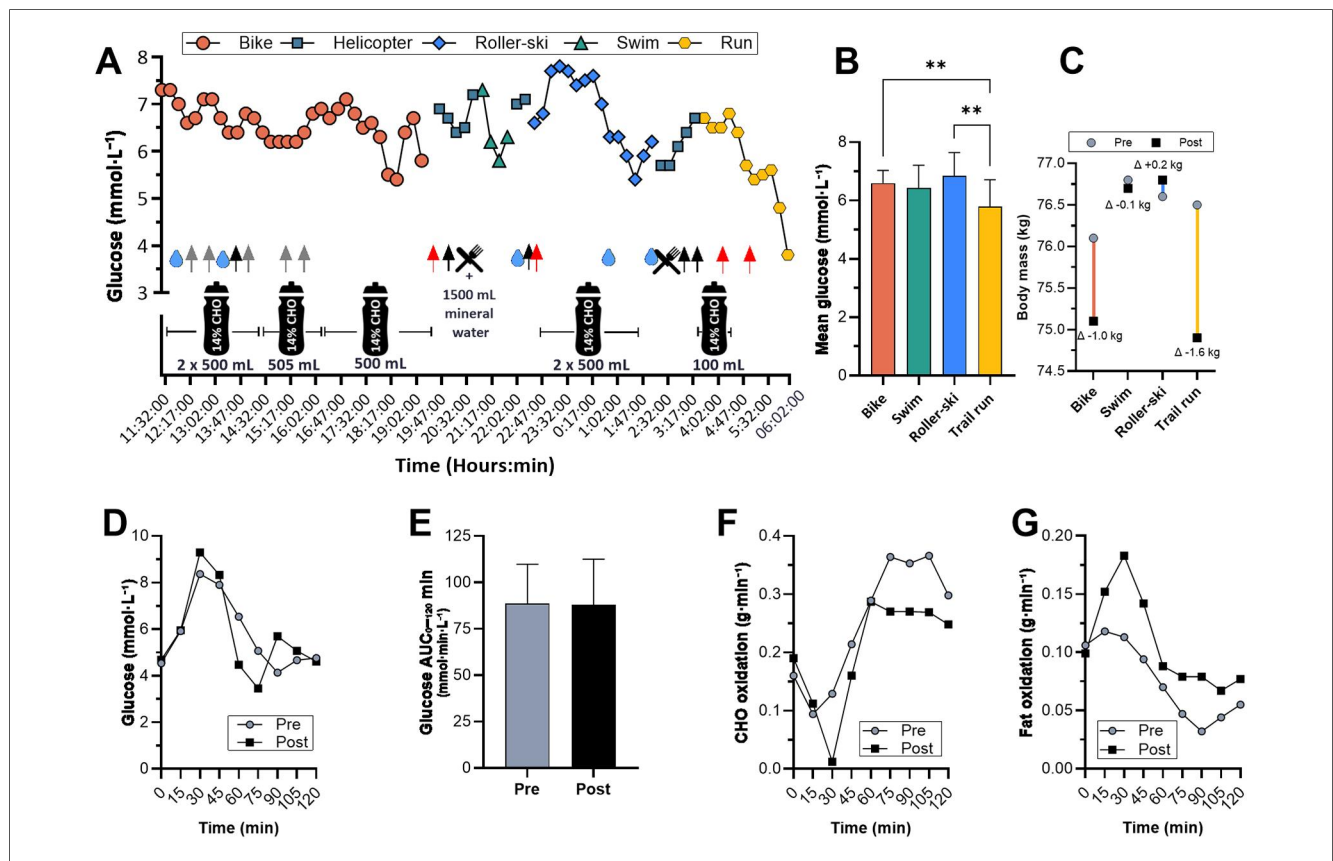 Bike Helicopter Roller-ski Swim Run
A
Glucose (mmol·L⁻¹)
8
7
6
5
4
3
+
1500 mL
mineral
water
14% CHO
14% CHO
14% CHO
14% CHO
14% CHO
2 x 500 mL
505 mL
500 mL
2 x 500 mL
100 mL
11:32:00
12:17:00
13:02:00
13:47:00
14:32:00
15:17:00
16:02:00
16:47:00
17:32:00
18:17:00
19:02:00
19:47:00
20:32:00
21:17:00
22:02:00
22:47:00
23:32:00
0:17:00
1:02:00
1:47:00
2:32:00
3:17:00
4:02:00
4:47:00
5:32:00
06:02:00
Time (Hours:min)
B
**
**
Mean glucose (mmol·L⁻¹)
8
6
4
2
0
Bike
Swim
Roller-ski
Trail run
C
Pre Post
Body mass (kg)
77.0
76.5
76.0
75.5
75.0
74.5
Δ +0.2 kg
Δ -0.1 kg
Δ -1.0 kg
Δ -1.6 kg
Bike
Swim
Roller-ski
Trail run
D
Glucose (mmol·L⁻¹)
10
8
6
4
2
0
Pre
Post
0
15
30
45
60
75
90
105
120
Time (min)
E
Glucose AUC₀₋₁₂₀ min
(mmol·min·L⁻¹)
125
100
75
50
25
0
Pre
Post
F
CHO oxidation (g·min⁻¹)
0.4
0.3
0.2
0.1
0.0
Pre
Post
0
15
30
45
60
75
90
105
120
Time (min)
G
Fat oxidation (g·min⁻¹)
0.20
0.15
0.10
0.05
0.00
Pre
Post
0
15
30
45
60
75
90
105
120
Time (min)